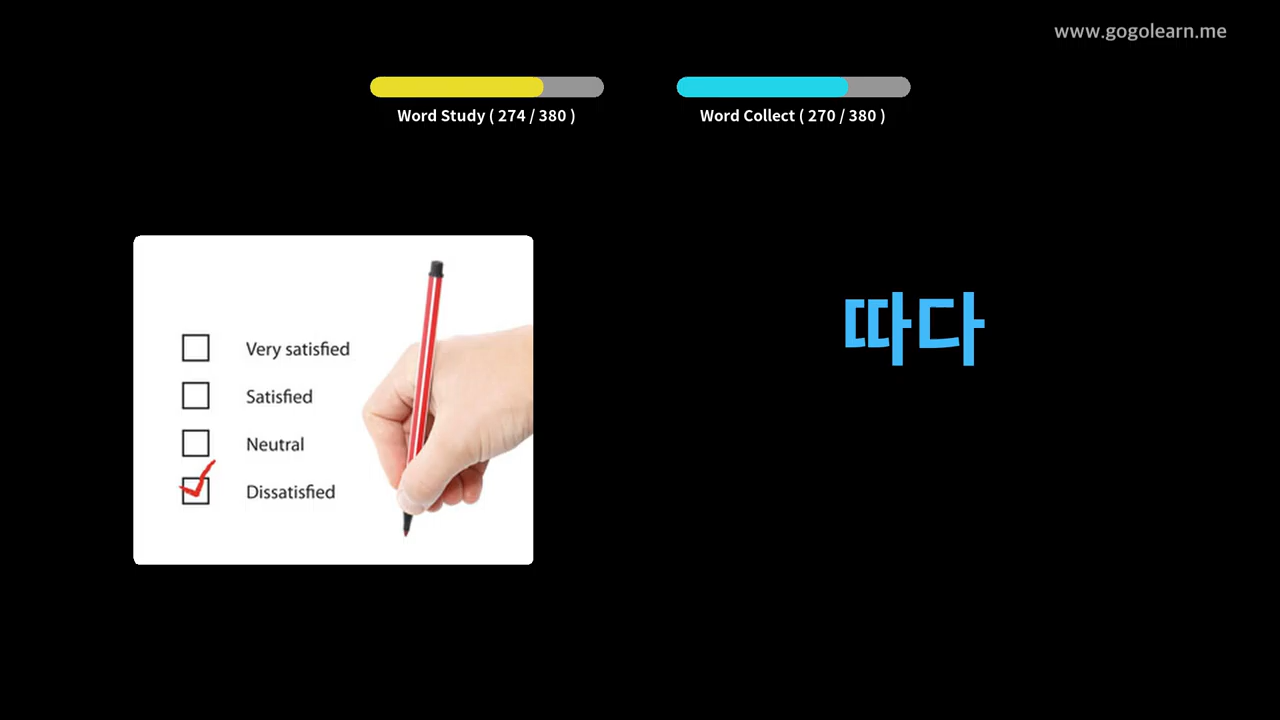 www.gogolearn.me
Word Study ( 274 / 380 )
Word Collect ( 270 / 380 )
Very satisfied
Satisfied
Neutral
Dissatisfied
따다